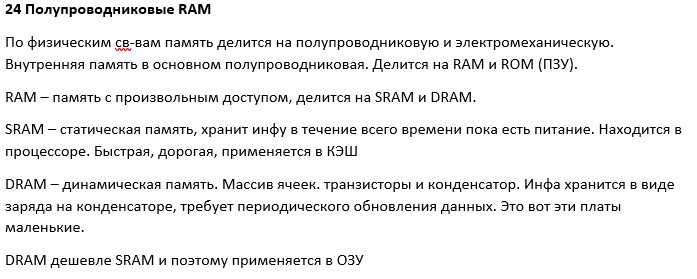 24 Полупроводниковые RAM
По физическим св-вам память делится на полупроводниковую и электромеханическую.
Внутренняя память в основном полупроводниковая. Делится на RAM и ROM (ПЗУ).
RAM – память с произвольным доступом, делится на SRAM и DRAM.
SRAM – статическая память, хранит инфу в течение всего времени пока есть питание. Находится в
процессоре. Быстрая, дорогая, применяется в КЭШ
DRAM – динамическая память. Массив ячеек. транзисторы и конденсатор. Инфа хранится в виде
заряда на конденсаторе, требует периодического обновления данных. Это вот эти платы
маленькие.
DRAM дешевле SRAM и поэтому применяется в ОЗУ